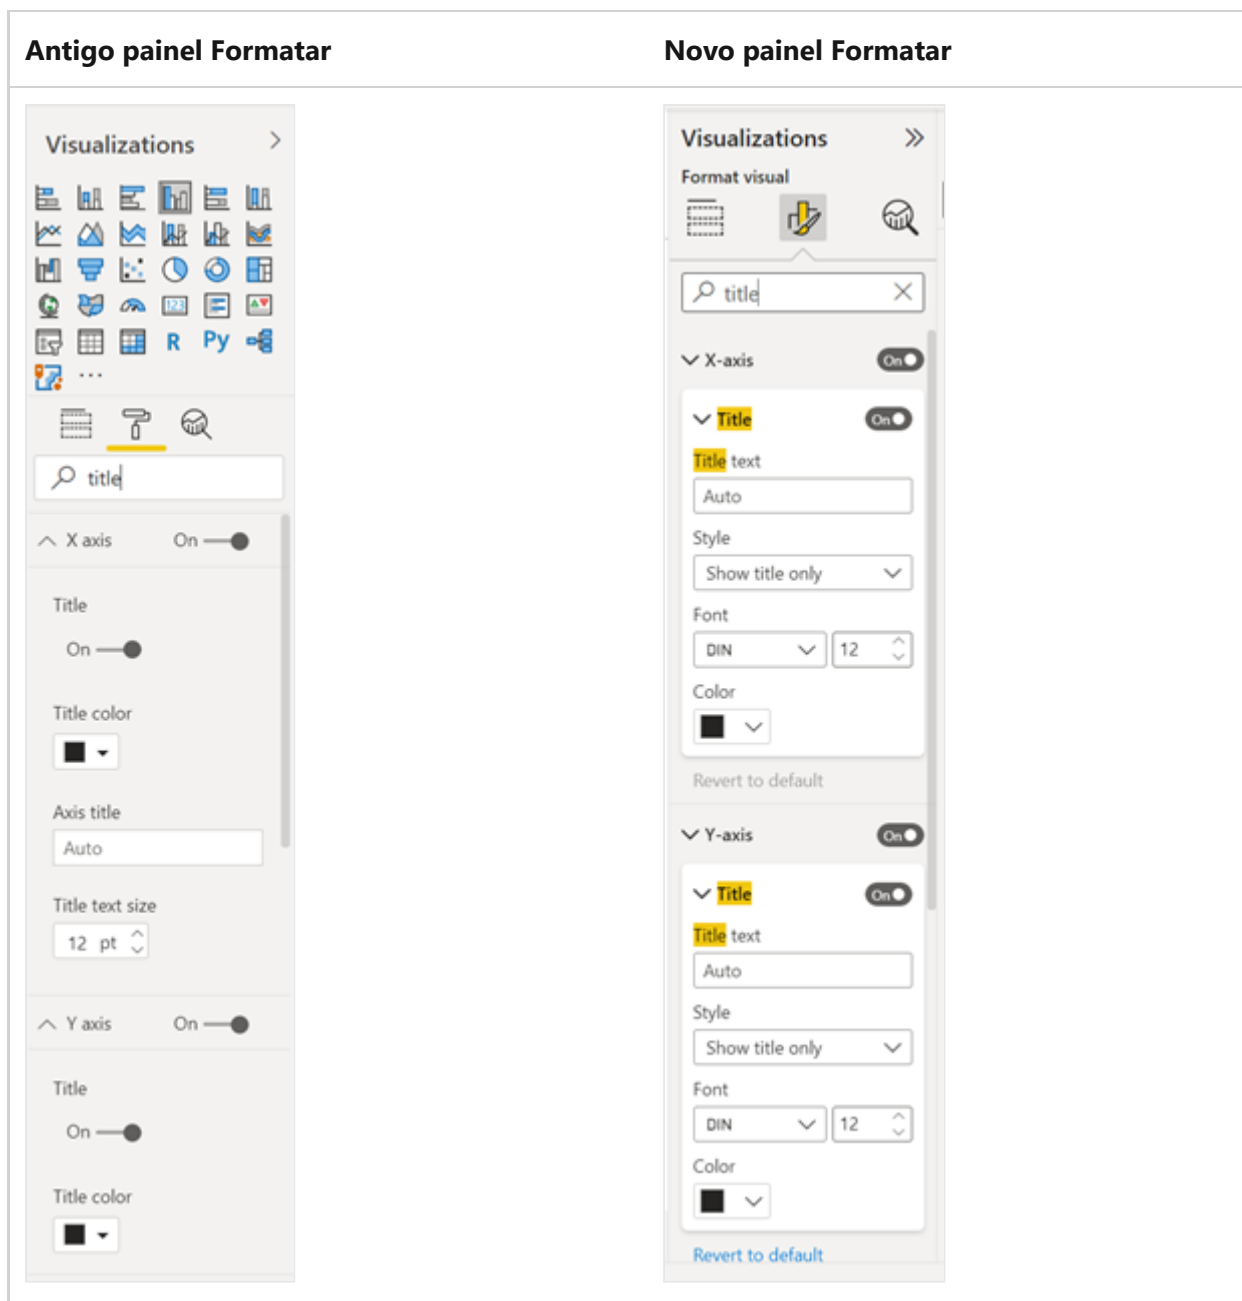 Antigo painel Formatar
Novo painel Formatar
Visualizations
123
R
Py
...
title
X axis On
Title
On
Title color
Axis title
Auto
Title text size
12 pt
Y axis On
Title
On
Title color
Visualizations
Format visual
title
X-axis On
Title On
Title text
Auto
Style
Show title only
Font
DIN 12
Color
Revert to default
Y-axis On
Title On
Title text
Auto
Style
Show title only
Font
DIN 12
Color
Revert to default